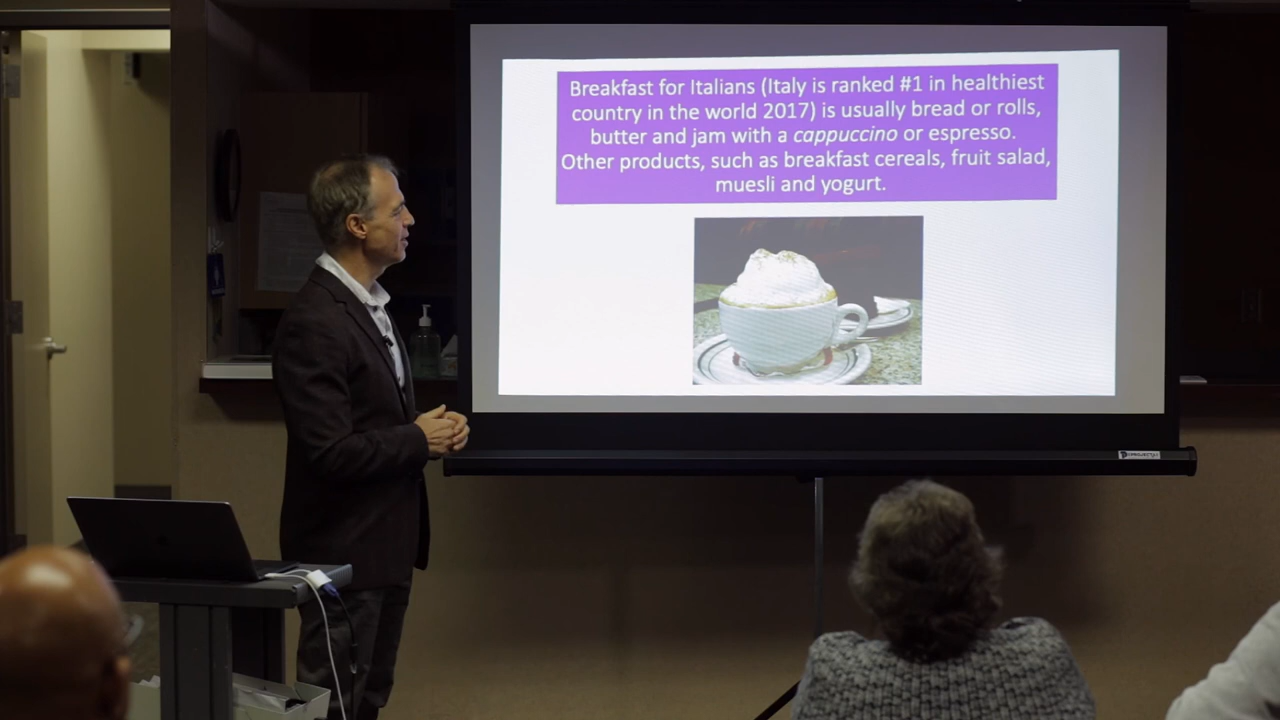 Breakfast for Italians (Italy is ranked #1 in healthiest
country in the world 2017) is usually bread or rolls,
butter and jam with a cappuccino or espresso.
Other products, such as breakfast cereals, fruit salad,
muesli and yogurt.